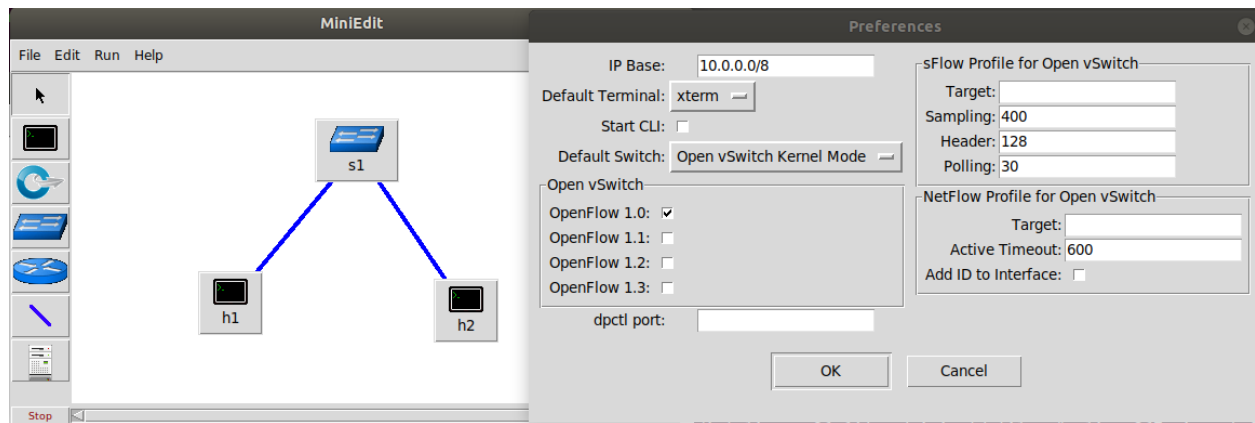 MiniEdit
File Edit Run Help
s1
h1
h2
Stop
Preferences
IP Base: 10.0.0.0/8
Default Terminal: xterm
Start CLI:
Default Switch: Open vSwitch Kernel Mode
Open vSwitch
OpenFlow 1.0:
OpenFlow 1.1:
OpenFlow 1.2:
OpenFlow 1.3:
dpctl port:
sFlow Profile for Open vSwitch
Target:
Sampling: 400
Header: 128
Polling: 30
NetFlow Profile for Open vSwitch
Target:
Active Timeout: 600
Add ID to Interface:
OK Cancel